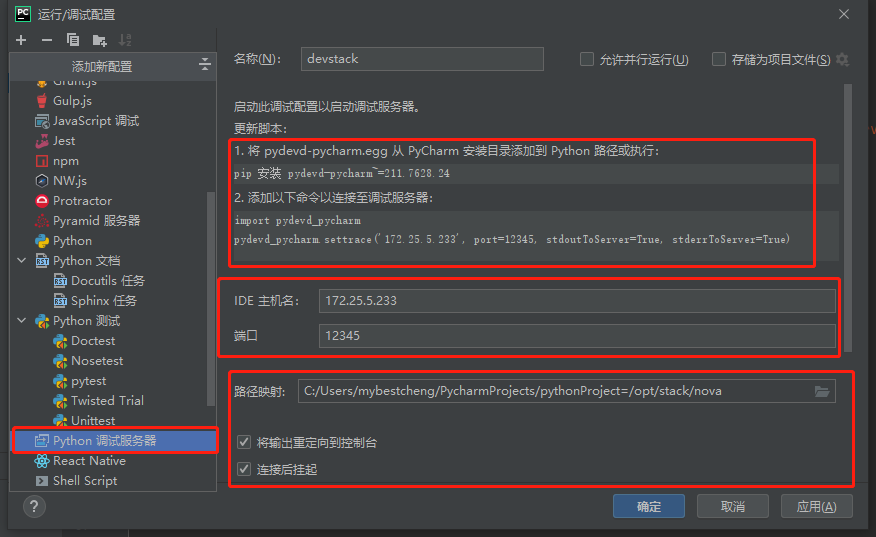 PC 运行/调试配置
添加新配置
Grunt.js
Gulp.js
JavaScript 调试
Jest
npm
NW.js
Protractor
Pyramid 服务器
Python
Python 文档
Docutils 任务
Sphinx 任务
Python 测试
Doctest
Nosetest
pytest
Twisted Trial
Unittest
Python 调试服务器
React Native
Shell Script
名称(N): devstack 允许并行运行(U) 存储为项目文件(S)
启动此调试配置以启动调试服务器。
更新脚本:
1. 将 pydevd-pycharm.egg 从 PyCharm 安装目录添加到 Python 路径或执行:
pip 安装 pydevd-pycharm~=211.7628.24
2. 添加以下命令以连接至调试服务器:
import pydevd_pycharm
pydevd_pycharm.settrace('172.25.5.233', port=12345, stdoutToServer=True, stderrToServer=True)
IDE 主机名: 172.25.5.233
端口 12345
路径映射: C:/Users/mybestcheng/PycharmProjects/pythonProject=/opt/stack/nova
将输出重定向到控制台
连接后挂起
? 确定 取消 应用(A)